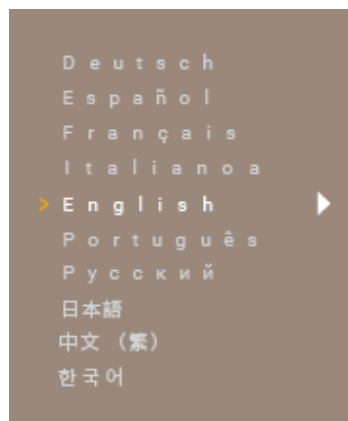 Deutsch
Español
Français
Italianoa
> English
Português
Русский
日本語
中文 （繁）
한국어